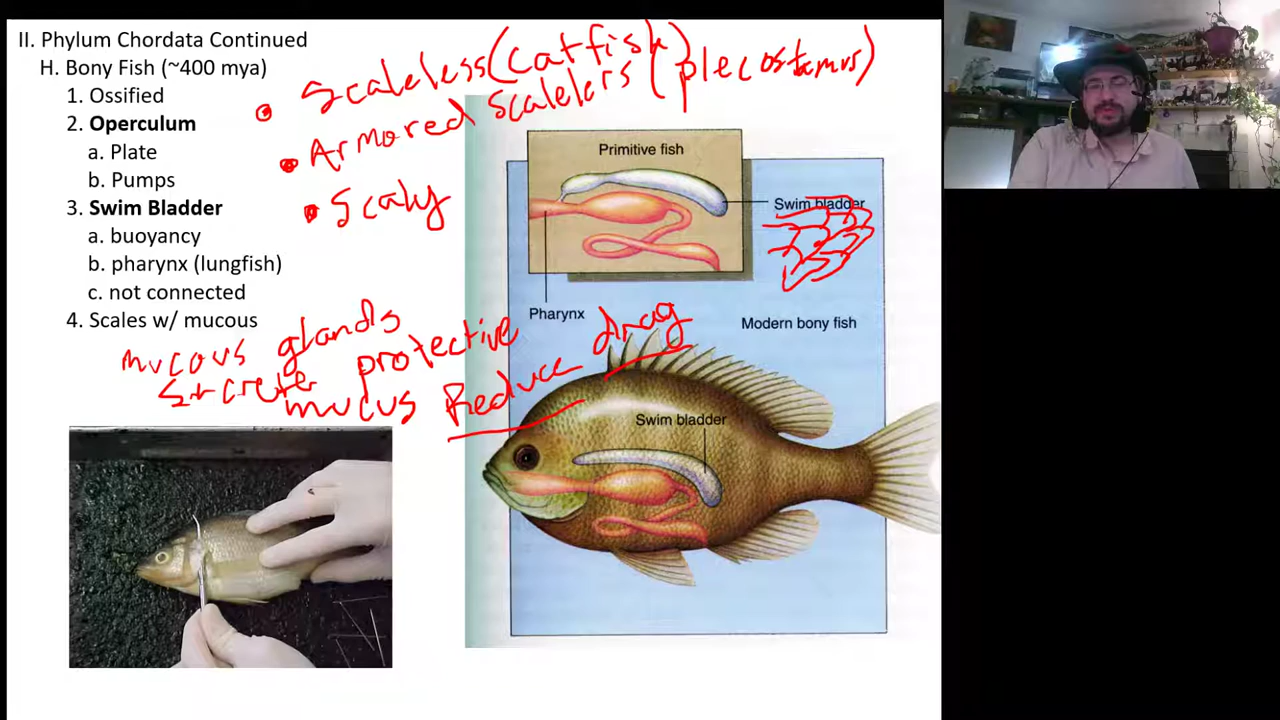 II. Phylum Chordata Continued
H. Bony Fish (~400 mya)
1. Ossified
2. Operculum
a. Plate
b. Pumps
3. Swim Bladder
a. buoyancy
b. pharynx (lungfish)
c. not connected
4. Scales w/ mucous
• Scaleless (catfish)
• Armored scalelers (plecostomus)
• Scaly
mucous glands
secrete protective
mucus Reduce drag
Primitive fish
Swim bladder
Pharynx
Modern bony fish
Swim bladder